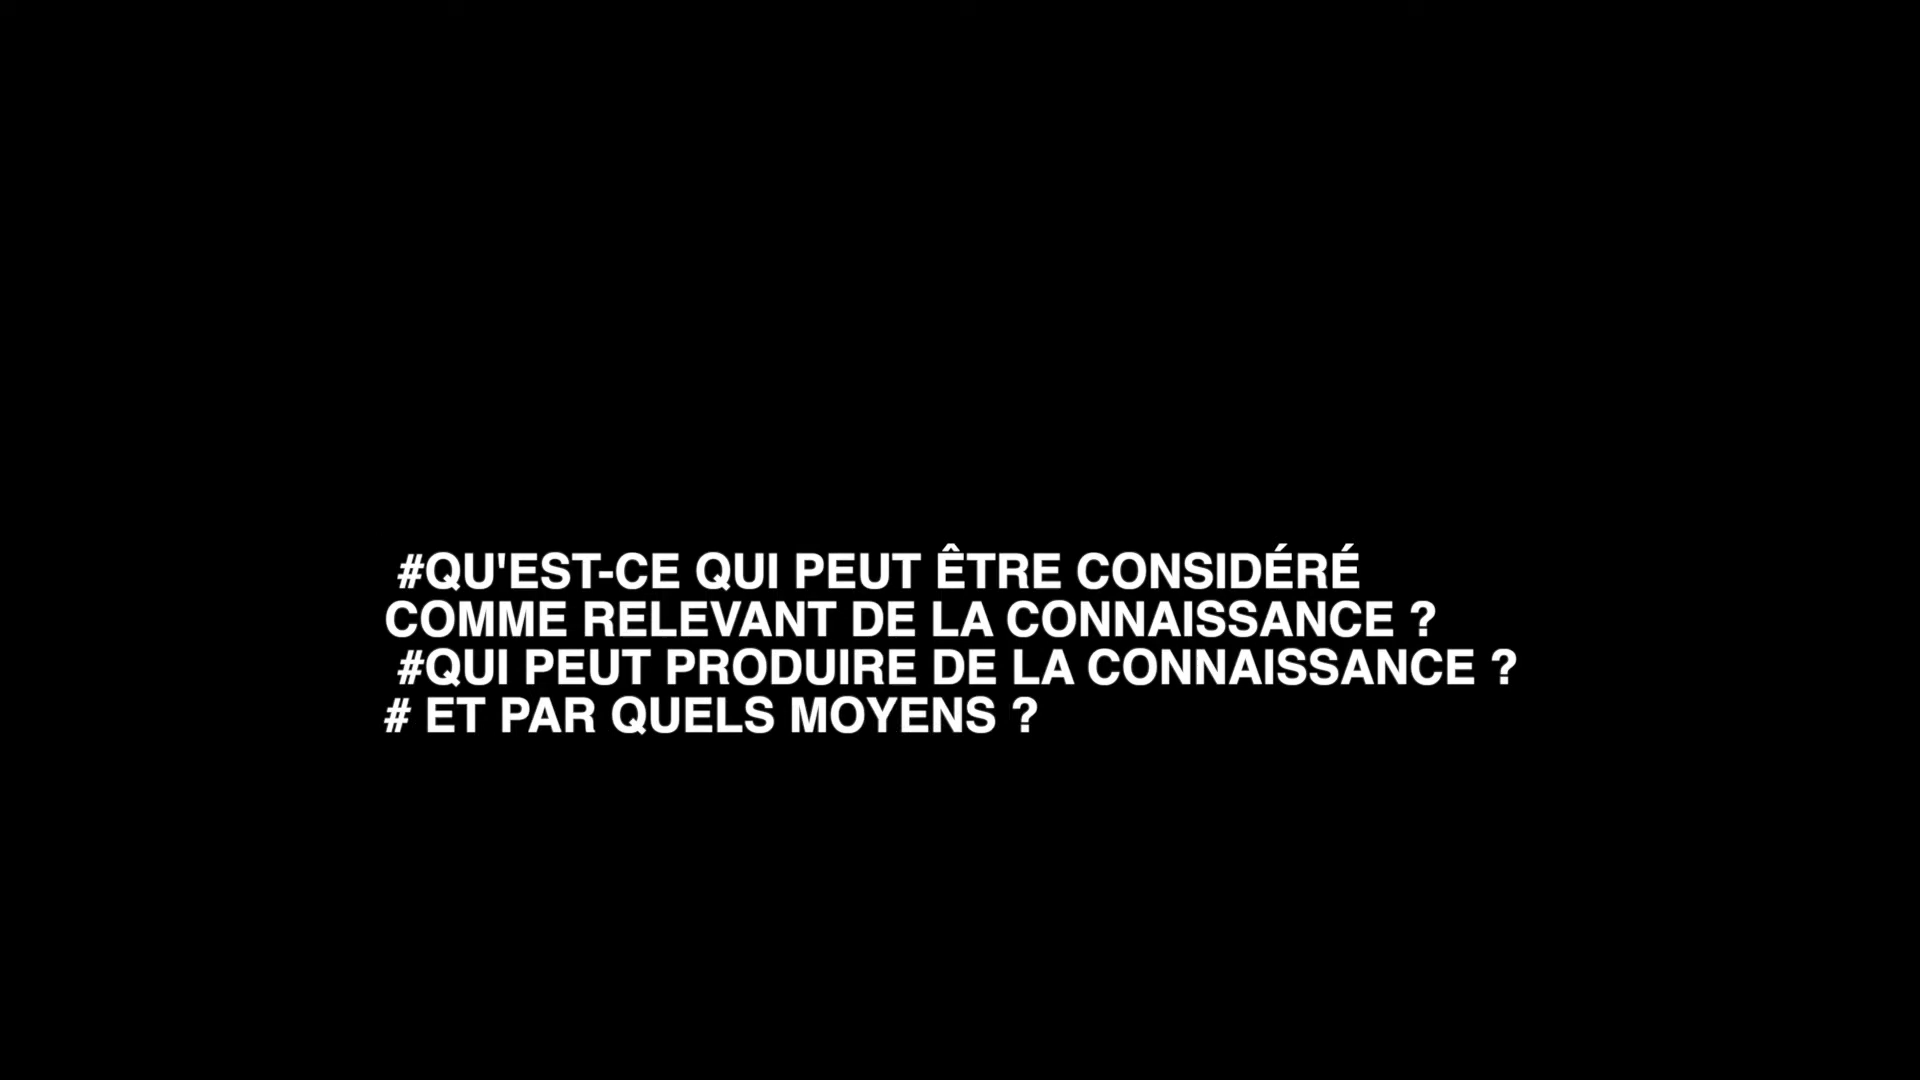 #QU'EST-CE QUI PEUT ÊTRE CONSIDÉRÉ
COMME RELEVANT DE LA CONNAISSANCE ?
#QUI PEUT PRODUIRE DE LA CONNAISSANCE ?
# ET PAR QUELS MOYENS ?